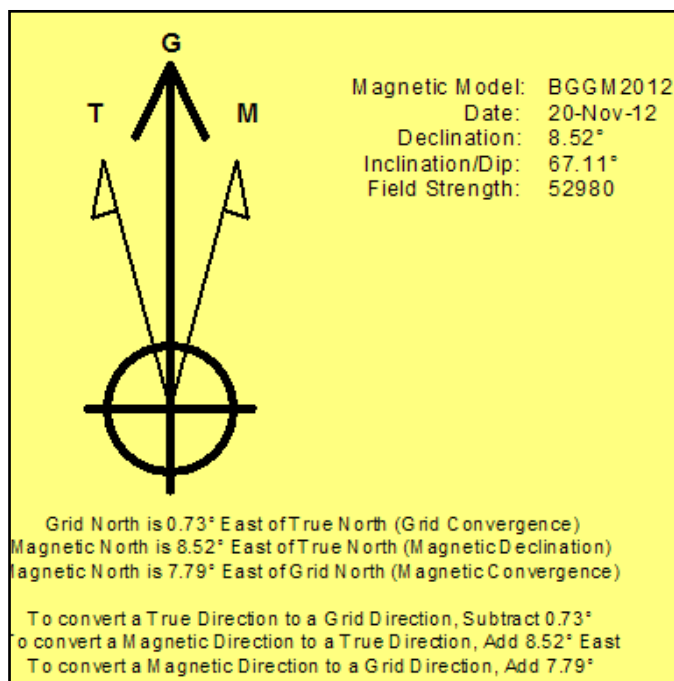 G
T
M
Magnetic Model: BGGM2012
Date: 20-Nov-12
Declination: 8.52°
Inclination/Dip: 67.11°
Field Strength: 52980
Grid North is 0.73° East of True North (Grid Convergence)
Magnetic North is 8.52° East of True North (Magnetic Declination)
Magnetic North is 7.79° East of Grid North (Magnetic Convergence)
To convert a True Direction to a Grid Direction, Subtract 0.73°
To convert a Magnetic Direction to a True Direction, Add 8.52° East
To convert a Magnetic Direction to a Grid Direction, Add 7.79°